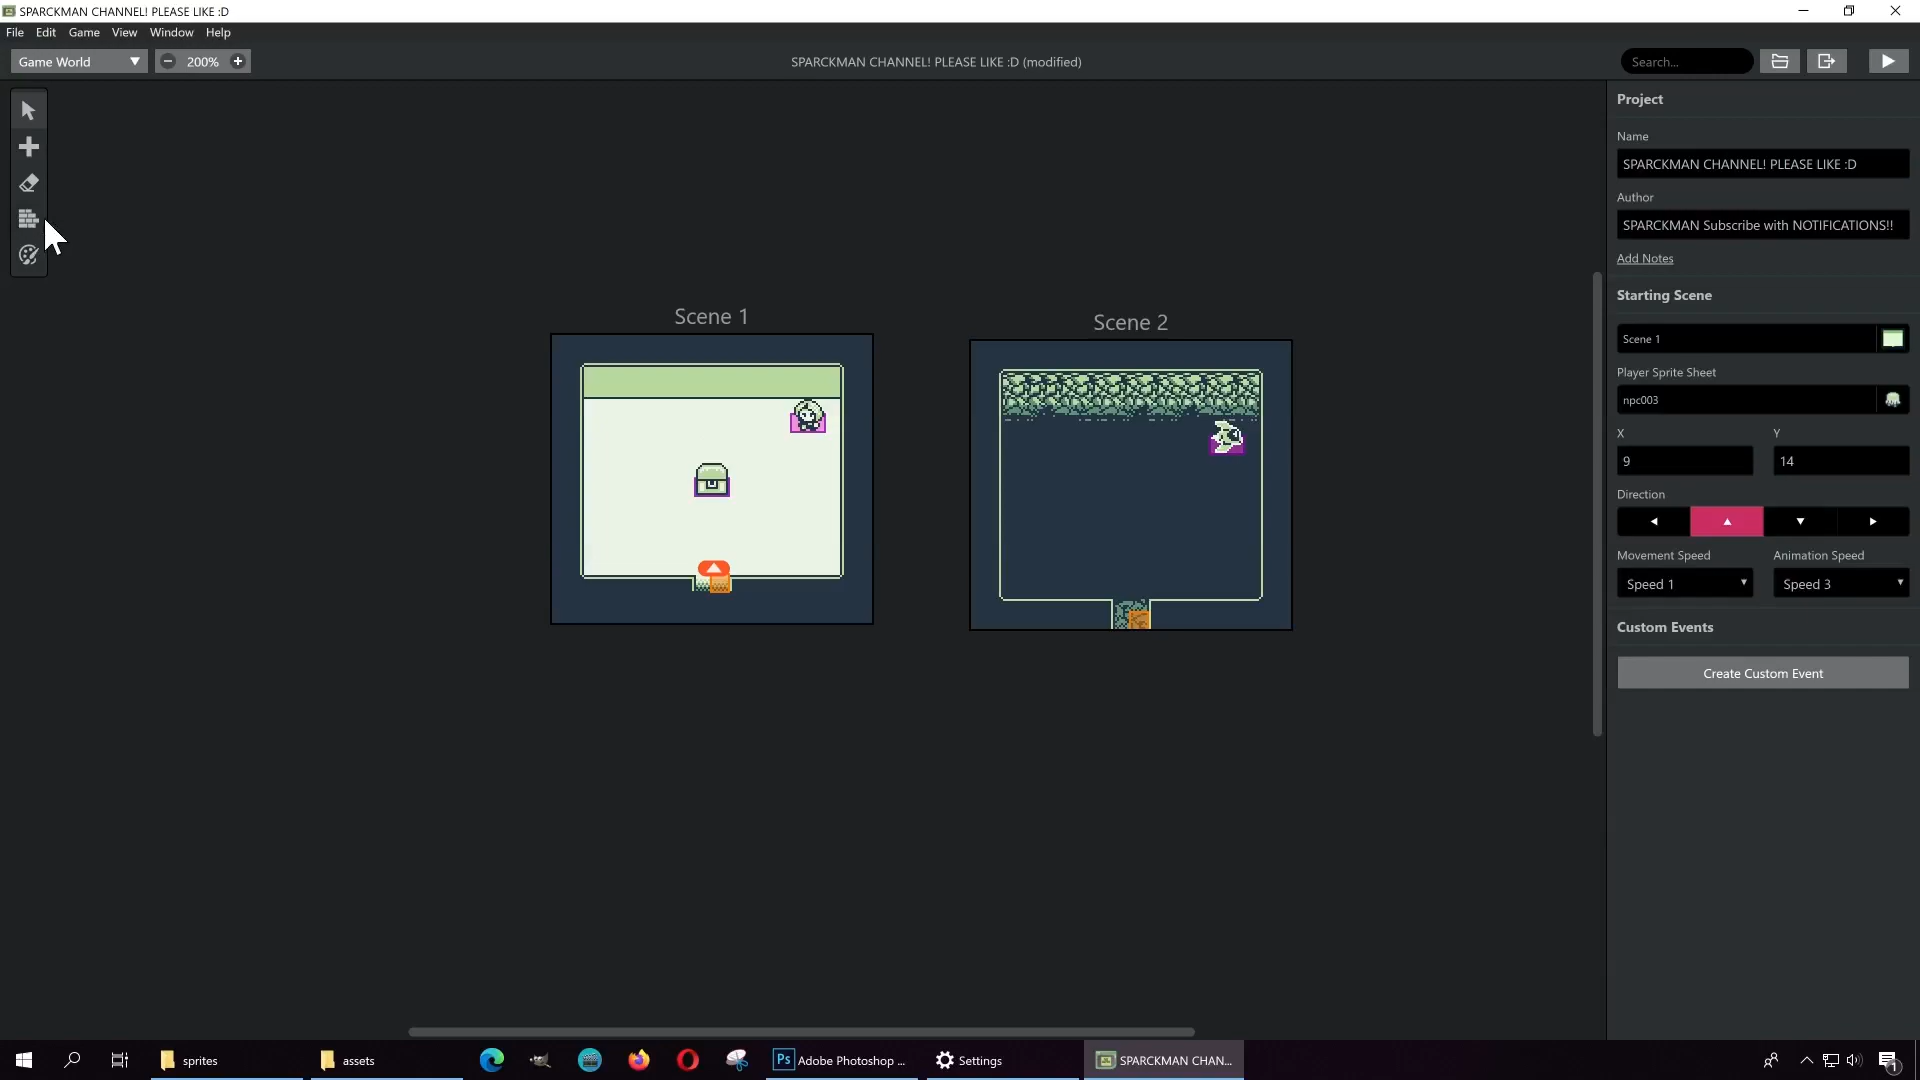 SPARCKMAN CHANNEL! PLEASE LIKE :D
File Edit Game View Window Help
Game World
200%
SPARCKMAN CHANNEL! PLEASE LIKE :D (modified)
Search...
Project
Name
SPARCKMAN CHANNEL! PLEASE LIKE :D
Author
SPARCKMAN Subscribe with NOTIFICATIONS!!
Add Notes
Starting Scene
Scene 1
Player Sprite Sheet
npc003
X Y
9 14
Direction
Movement Speed Animation Speed
Speed 1 Speed 3
Custom Events
Create Custom Event
Scene 1
Scene 2
sprites
assets
Ps Adobe Photoshop ...
Settings
SPARCKMAN CHAN...
1